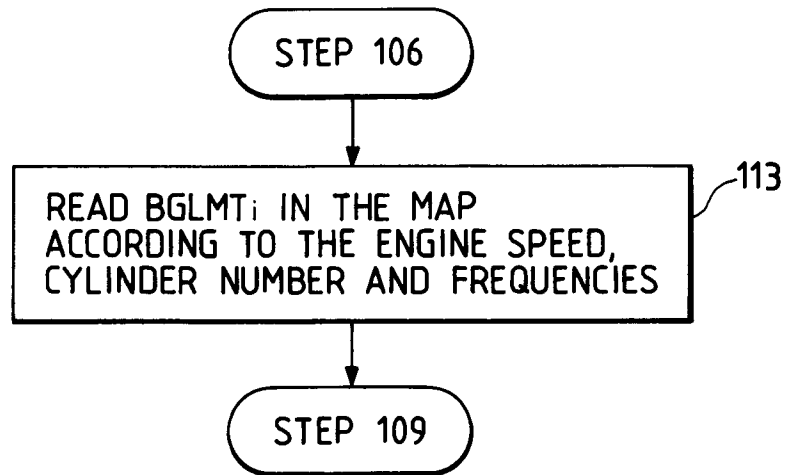 STEP 106
113
READ BGLMTi IN THE MAP
ACCORDING TO THE ENGINE SPEED,
CYLINDER NUMBER AND FREQUENCIES
STEP 109